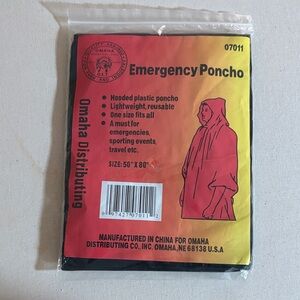 07011
OMAHA
Emergency Poncho
Omaha Distributing
• Hooded plastic poncho
• Lightweight, reusable
• One size fits all
• A must for
emergencies,
sporting events,
travel etc.
SIZE: 50" X 80"
MANUFACTURED IN CHINA FOR OMAHA
DISTRIBUTING CO, INC. OMAHA, NE 68138 U.S.A